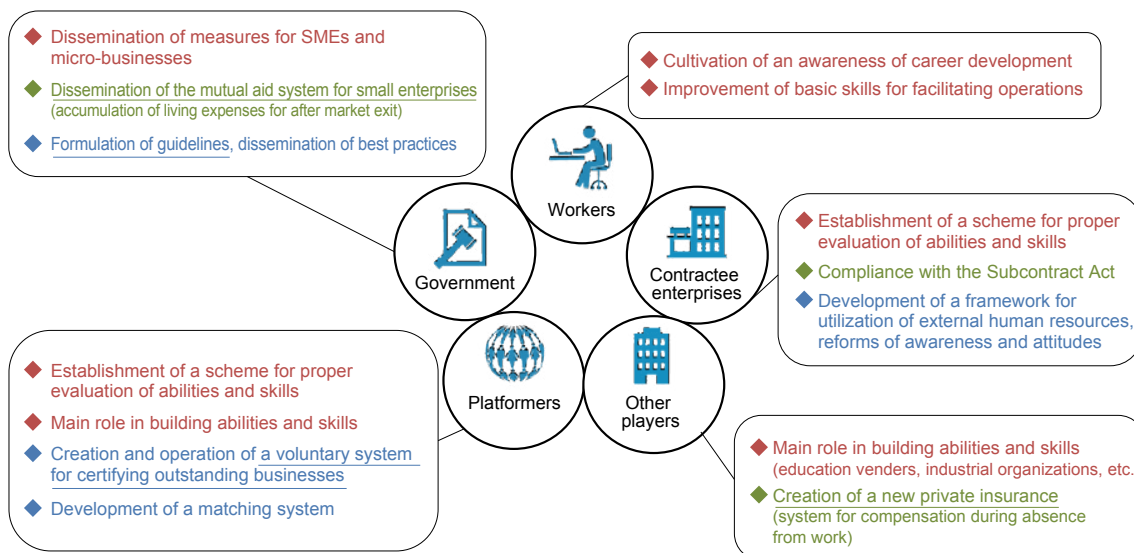 ◆ Dissemination of measures for SMEs and
micro-businesses
◆ Dissemination of the mutual aid system for small enterprises
(accumulation of living expenses for after market exit)
◆ Formulation of guidelines, dissemination of best practices
◆ Cultivation of an awareness of career development
◆ Improvement of basic skills for facilitating operations
Workers
Government
Contractee
enterprises
◆ Establishment of a scheme for proper
evaluation of abilities and skills
◆ Compliance with the Subcontract Act
◆ Development of a framework for
utilization of external human resources,
reforms of awareness and attitudes
Platformers
Other
players
◆ Establishment of a scheme for proper
evaluation of abilities and skills
◆ Main role in building abilities and skills
◆ Creation and operation of a voluntary system
for certifying outstanding businesses
◆ Development of a matching system
◆ Main role in building abilities and skills
(education venders, industrial organizations, etc.
◆ Creation of a new private insurance
(system for compensation during absence
from work)